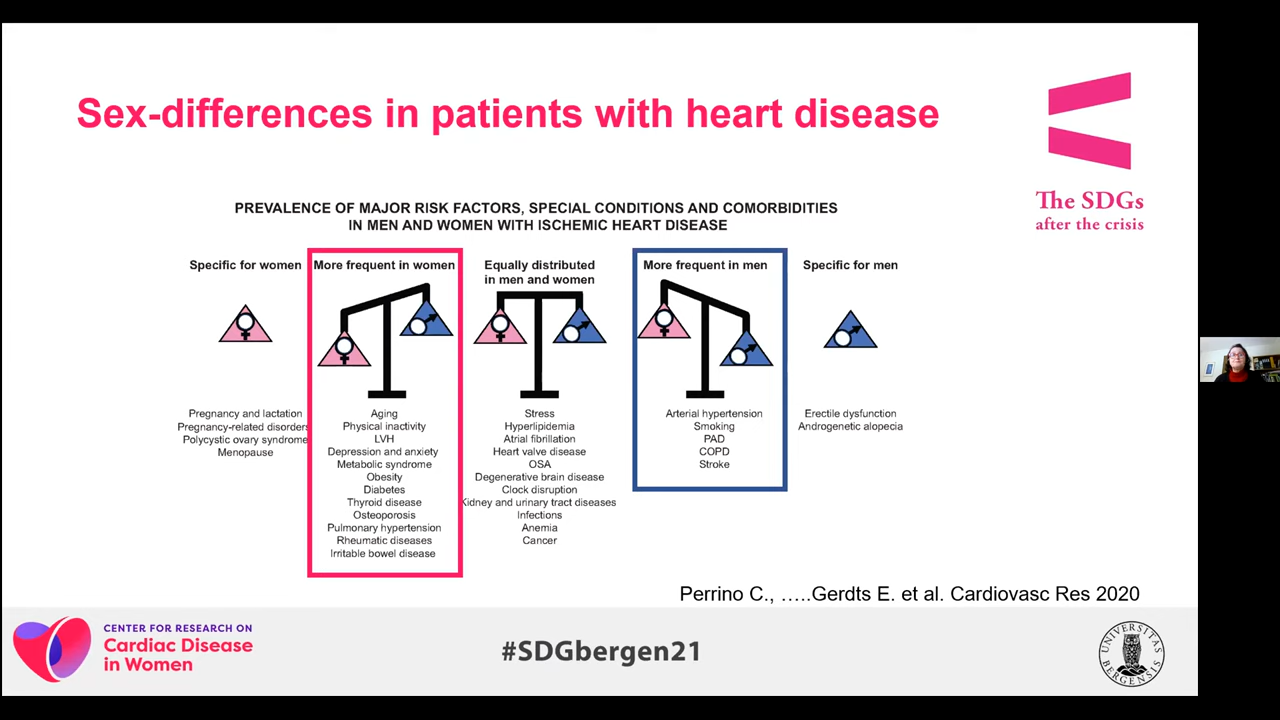 Sex-differences in patients with heart disease
The SDGs
after the crisis
PREVALENCE OF MAJOR RISK FACTORS, SPECIAL CONDITIONS AND COMORBIDITIES
IN MEN AND WOMEN WITH ISCHEMIC HEART DISEASE
Specific for women
Pregnancy and lactation
Pregnancy-related disorders
Polycystic ovary syndrome
Menopause
More frequent in women
Aging
Physical inactivity
LVH
Depression and anxiety
Metabolic syndrome
Obesity
Diabetes
Thyroid disease
Osteoporosis
Pulmonary hypertension
Rheumatic diseases
Irritable bowel disease
Equally distributed
in men and women
Stress
Hyperlipidemia
Atrial fibrillation
Heart valve disease
OSA
Degenerative brain disease
Clock disruption
Kidney and urinary tract diseases
Infections
Anemia
Cancer
More frequent in men
Arterial hypertension
Smoking
PAD
COPD
Stroke
Specific for men
Erectile dysfunction
Androgenetic alopecia
Perrino C., …..Gerdts E. et al. Cardiovasc Res 2020
CENTER FOR RESEARCH ON
Cardiac Disease
in Women
#SDGbergen21
UNIVERSITAS
BERGENSIS